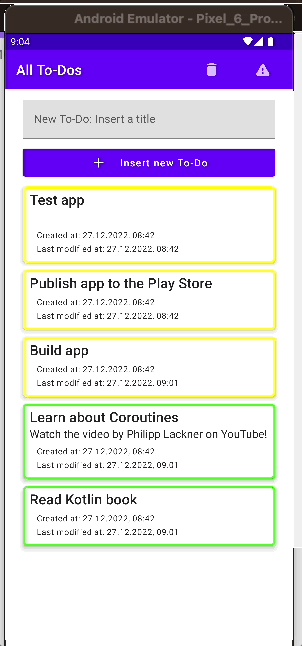 Android Emulator - Pixel_6_Pro...
9:04
All To-Dos
New To-Do: Insert a title
+ Insert new To-Do
Test app
Created at: 27.12.2022, 08:42
Last modified at: 27.12.2022, 08:42
Publish app to the Play Store
Created at: 27.12.2022, 08:42
Last modified at: 27.12.2022, 08:42
Build app
Created at: 27.12.2022, 08:42
Last modified at: 27.12.2022, 09:01
Learn about Coroutines
Watch the video by Philipp Lackner on YouTube!
Created at: 27.12.2022, 08:42
Last modified at: 27.12.2022, 09:01
Read Kotlin book
Created at: 27.12.2022, 08:42
Last modified at: 27.12.2022, 09:01